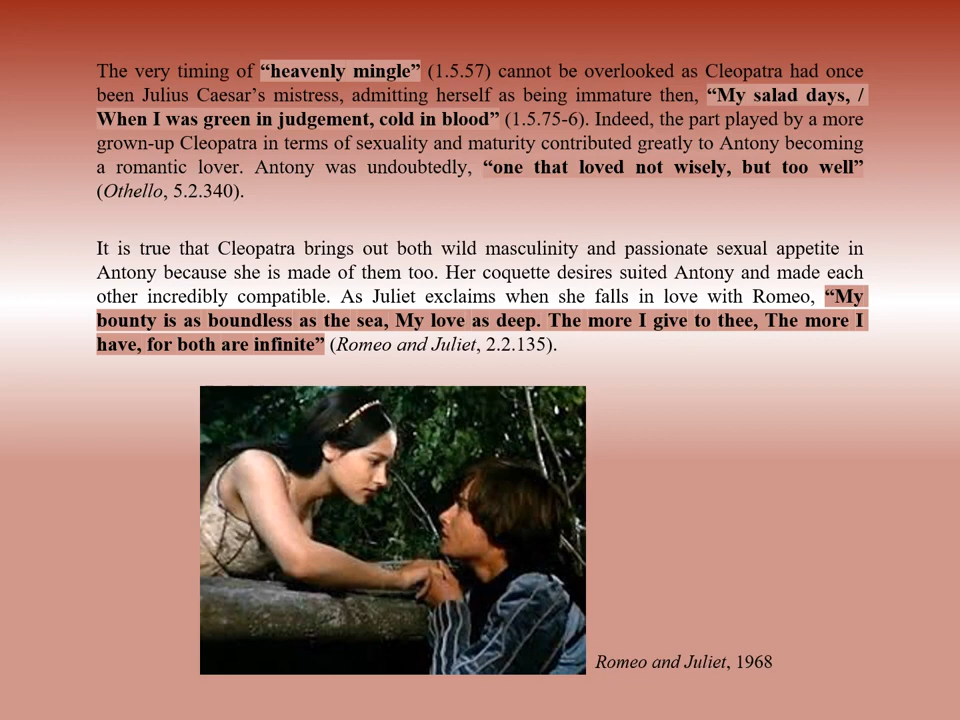 The very timing of “heavenly mingle” (1.5.57) cannot be overlooked as Cleopatra had once
been Julius Caesar’s mistress, admitting herself as being immature then, “My salad days, /
When I was green in judgement, cold in blood” (1.5.75-6). Indeed, the part played by a more
grown-up Cleopatra in terms of sexuality and maturity contributed greatly to Antony becoming
a romantic lover. Antony was undoubtedly, “one that loved not wisely, but too well”
(Othello, 5.2.340).
It is true that Cleopatra brings out both wild masculinity and passionate sexual appetite in
Antony because she is made of them too. Her coquette desires suited Antony and made each
other incredibly compatible. As Juliet exclaims when she falls in love with Romeo, “My
bounty is as boundless as the sea, My love as deep. The more I give to thee, The more I
have, for both are infinite” (Romeo and Juliet, 2.2.135).
Romeo and Juliet, 1968